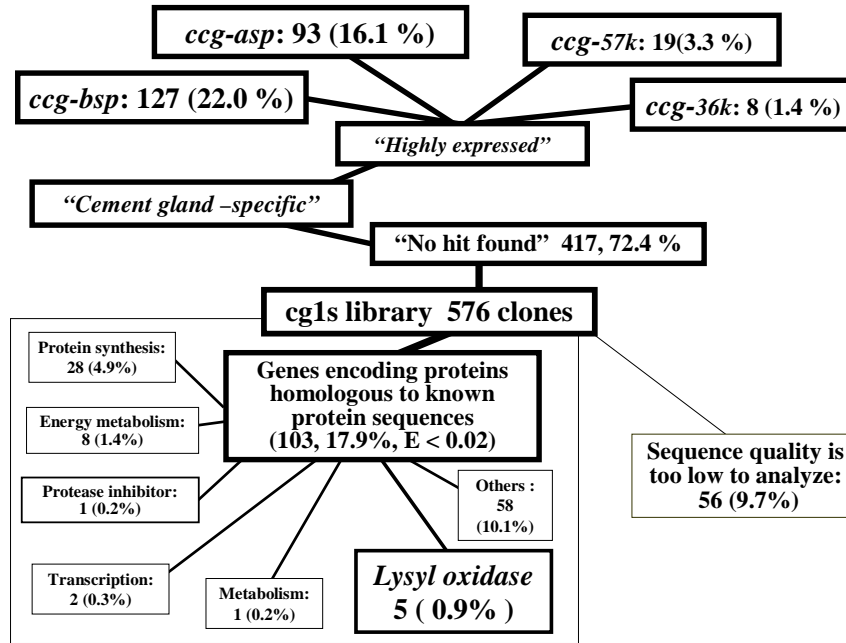 ccg-asp: 93 (16.1 %)
ccg-57k: 19(3.3 %)
ccg-bsp: 127 (22.0 %)
ccg-36k: 8 (1.4 %)
“Highly expressed”
“Cement gland –specific”
“No hit found” 417, 72.4 %
cg1s library 576 clones
Protein synthesis:
28 (4.9%)
Genes encoding proteins
homologous to known
protein sequences
(103, 17.9%, E < 0.02)
Energy metabolism:
8 (1.4%)
Sequence quality is
too low to analyze:
56 (9.7%)
Protease inhibitor:
1 (0.2%)
Others :
58
(10.1%)
Transcription:
2 (0.3%)
Metabolism:
1 (0.2%)
Lysyl oxidase
5 ( 0.9% )